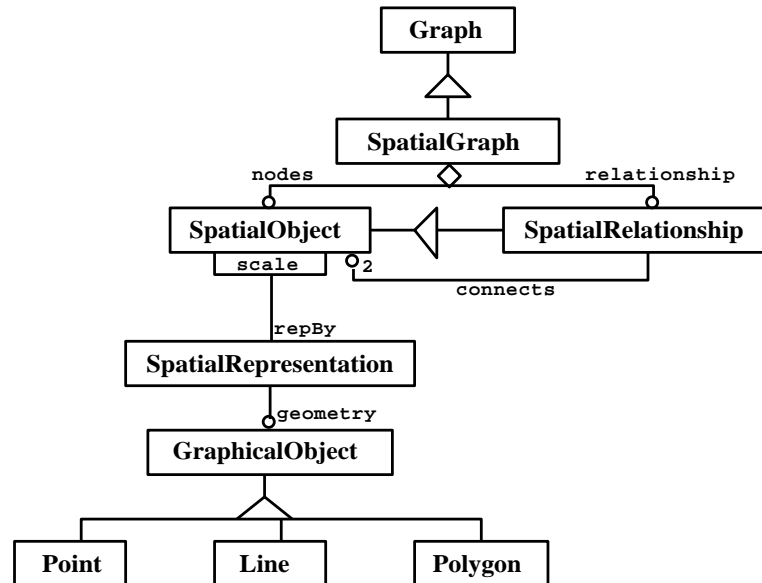 Graph
SpatialGraph
nodes
relationship
SpatialObject
SpatialRelationship
scale
2
connects
repBy
SpatialRepresentation
geometry
GraphicalObject
Point
Line
Polygon